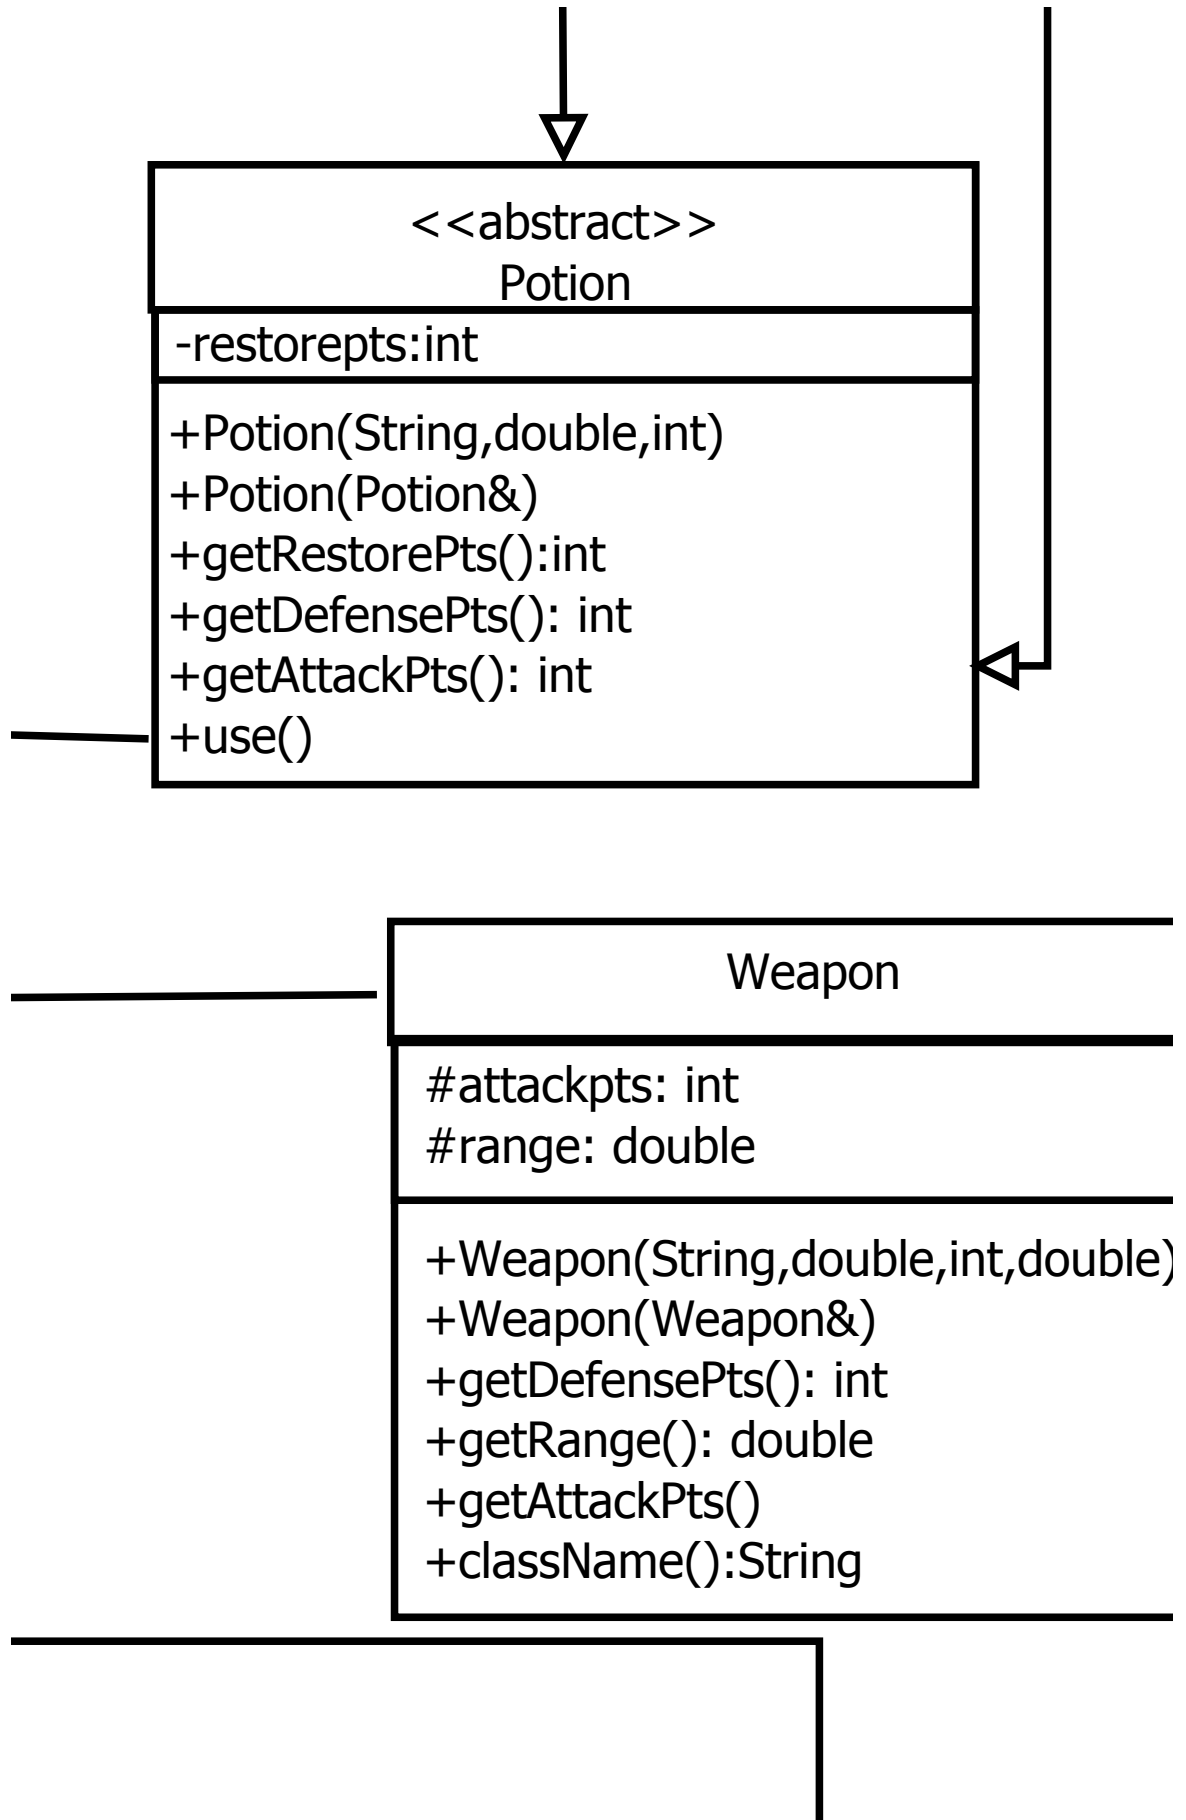 <<abstract>>
Potion
-restorepts:int
+Potion(String,double,int)
+Potion(Potion&)
+getRestorePts():int
+getDefensePts(): int
+getAttackPts(): int
+use()
Weapon
#attackpts: int
#range: double
+Weapon(String,double,int,double)
+Weapon(Weapon&)
+getDefensePts(): int
+getRange(): double
+getAttackPts()
+className():String